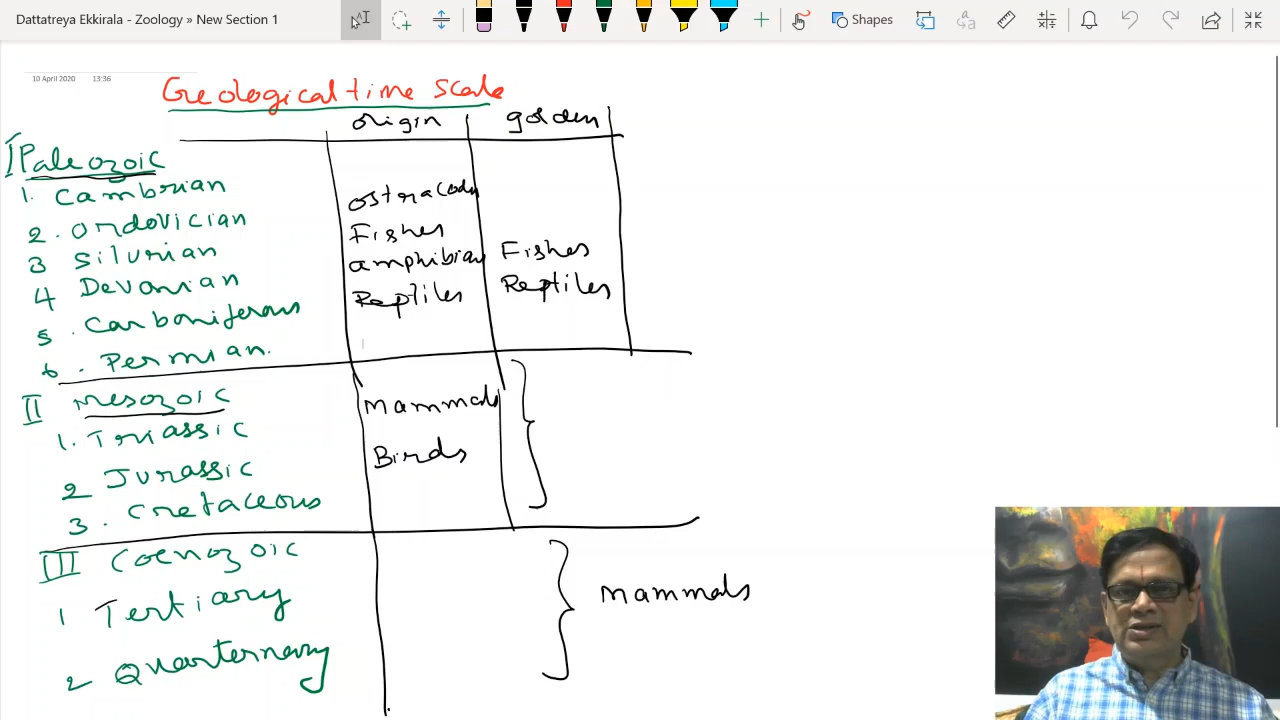 Dattatreya Ekkirala - Zoology » New Section 1
Shapes
10 April 2020 13:36
Geological time Scale
origin golden
I Paleozoic
1. Cambrian
Ostracoda
2. Ordovician
Fishes
3 Silurian
amphibian Fishes
4 Devonian
Reptiles Reptiles
5. Carboniferous
6. Permian.
II Mesozoic
Mammals
1. Triassic
Birds
2 Jurassic
3. Cretaceous
III Coenozoic
1 Tertiary
Mammals
2 Quarternary